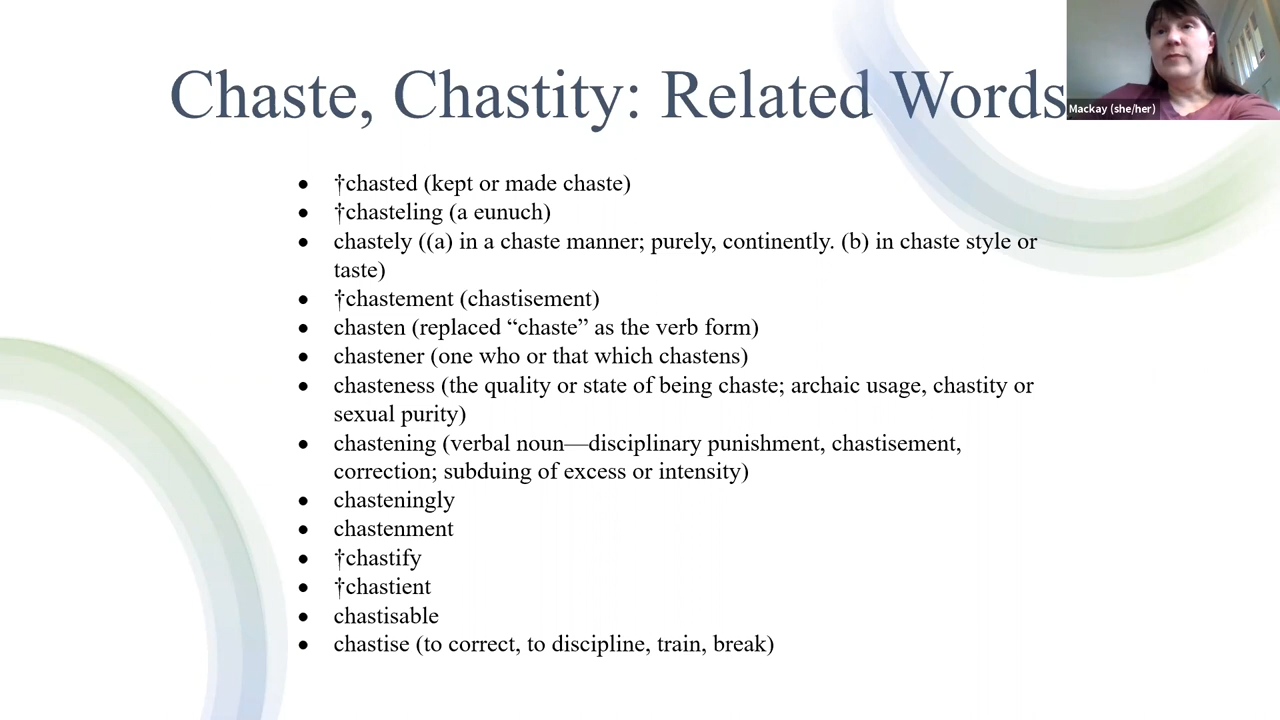 Chaste, Chastity: Related Words
Mackay (she/her)
• †chasted (kept or made chaste)
• †chasteling (a eunuch)
• chastely ((a) in a chaste manner; purely, continently. (b) in chaste style or
taste)
• †chastement (chastisement)
• chasten (replaced “chaste” as the verb form)
• chastener (one who or that which chastens)
• chasteness (the quality or state of being chaste; archaic usage, chastity or
sexual purity)
• chastening (verbal noun—disciplinary punishment, chastisement,
correction; subduing of excess or intensity)
• chasteningly
• chastenment
• †chastify
• †chastient
• chastisable
• chastise (to correct, to discipline, train, break)